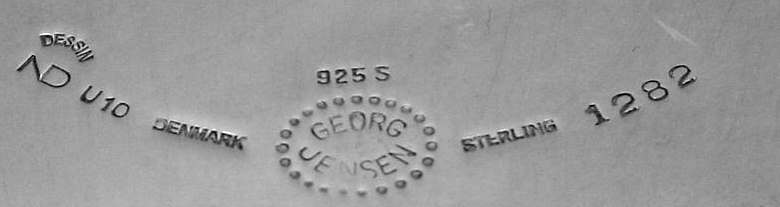 DESSIN
ND U10
DENMARK
925 S
GEORG
JENSEN
STERLING
1282